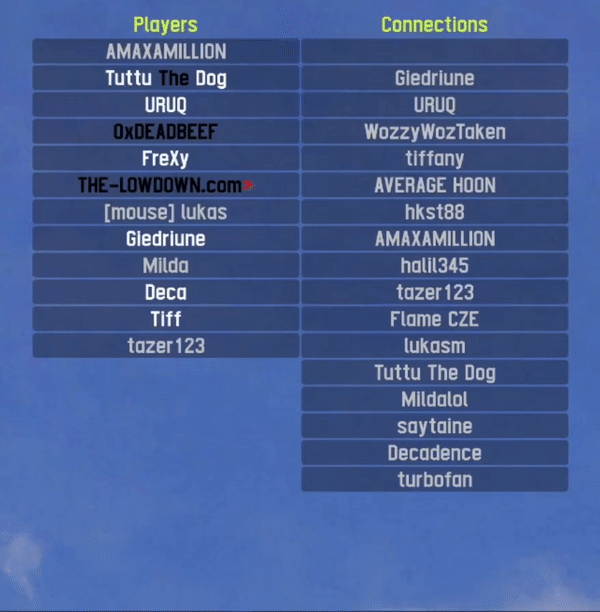 Players Connections
AMAXAMILLION
Tuttu The Dog Giedriune
URUQ URUQ
0xDEADBEEF WozzyWozTaken
FreXy tiffany
THE-LOWDOWN.com AVERAGE HOON
[mouse] lukas hkst88
Giedriune AMAXAMILLION
Milda halil345
Deca tazer123
Tiff Flame CZE
tazer123 lukasm
Tuttu The Dog
Mildalol
saytaine
Decadence
turbofan